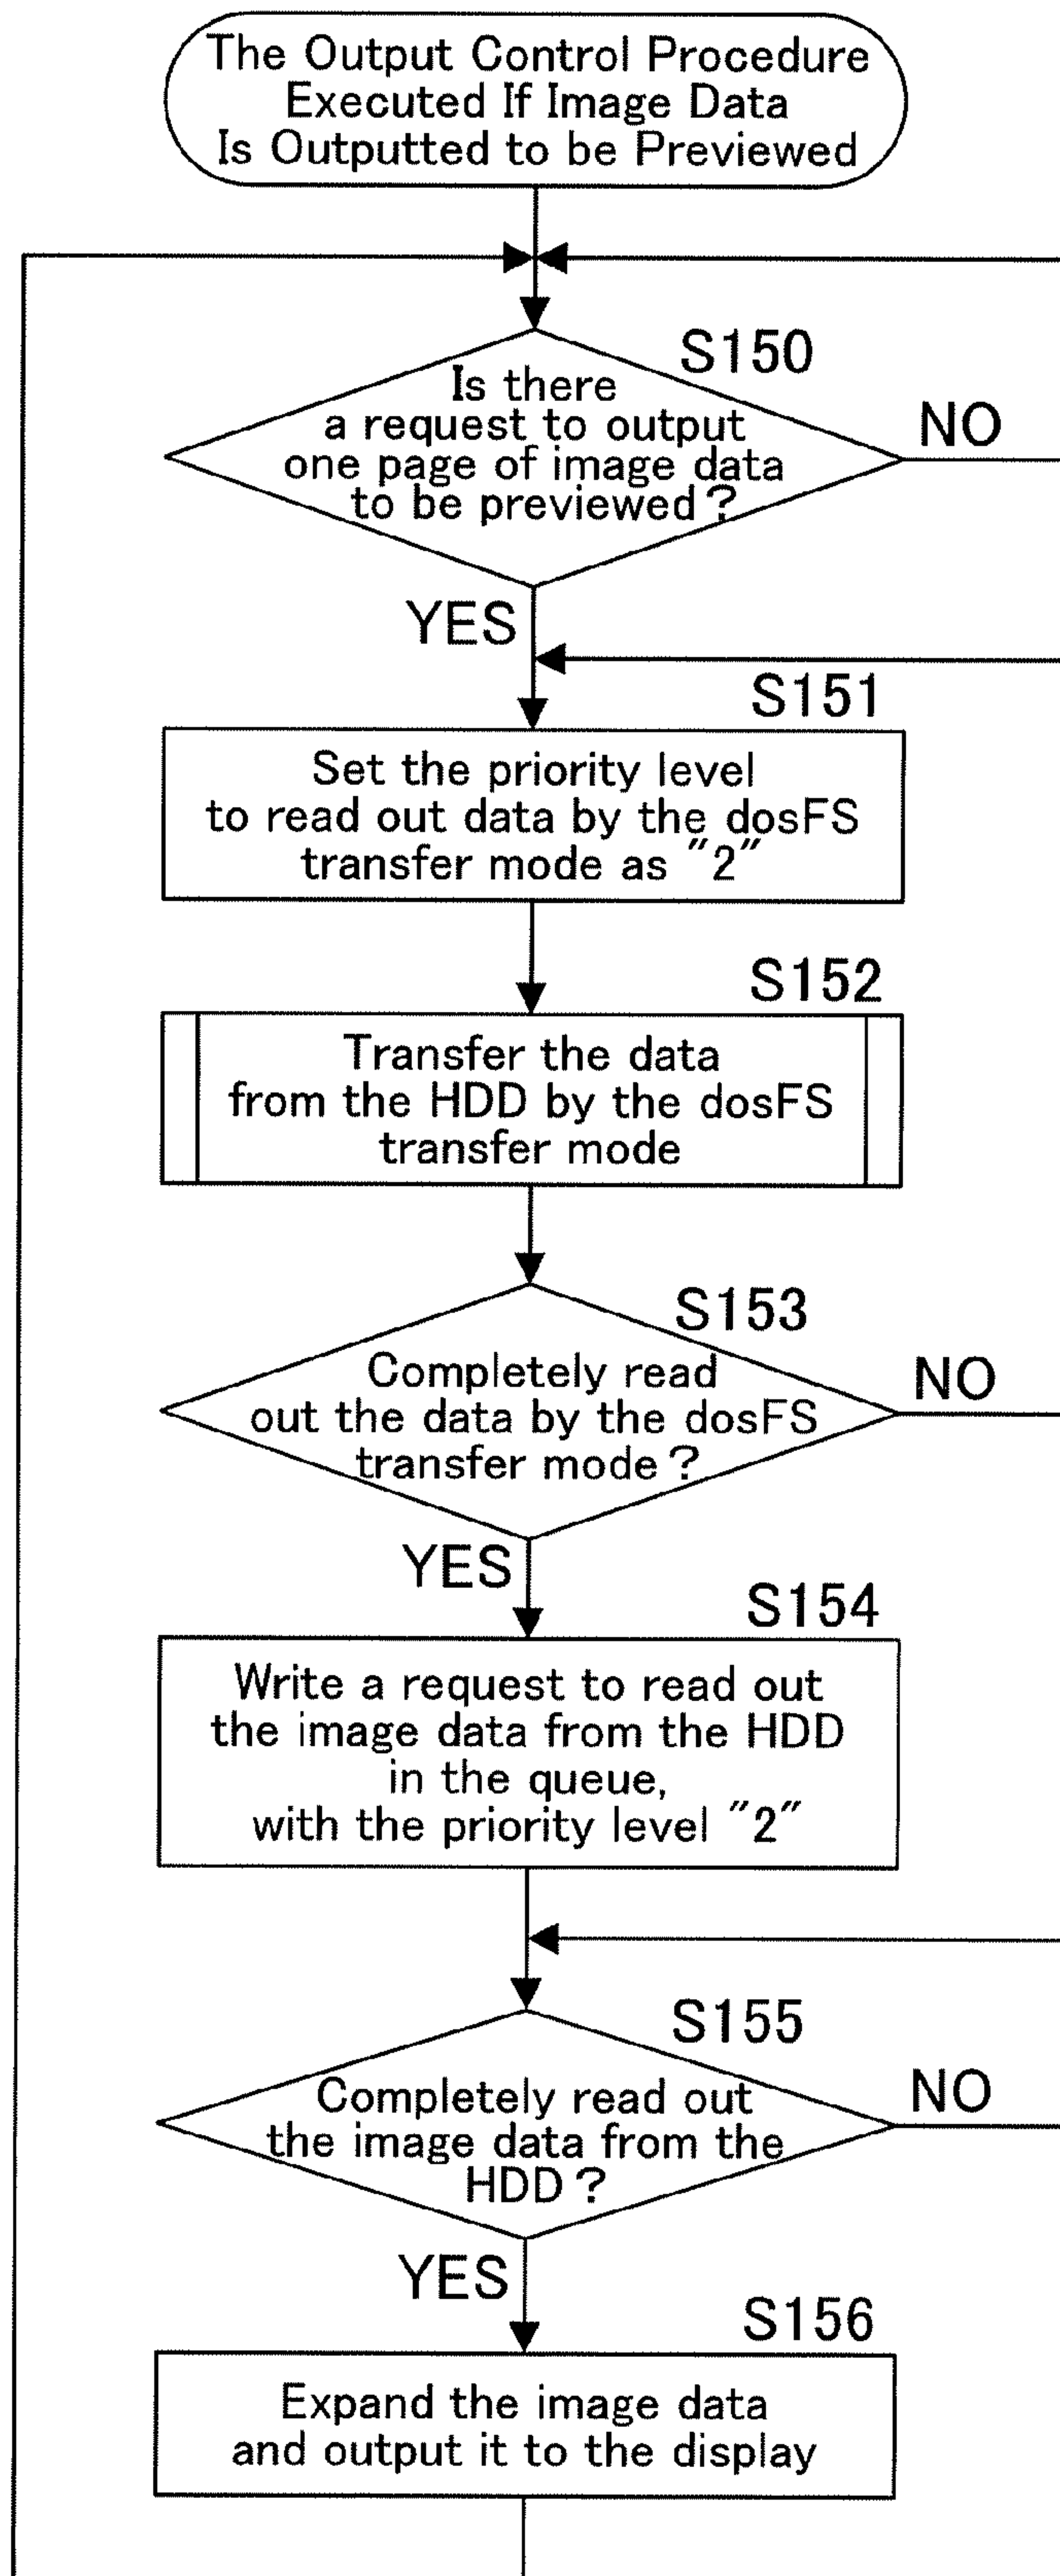 The Output Control Procedure
Executed If Image Data
Is Outputted to be Previewed
S150
Is there
a request to output
one page of image data
to be previewed?
NO
YES
S151
Set the priority level
to read out data by the dosFS
transfer mode as "2"
S152
Transfer the data
from the HDD by the dosFS
transfer mode
S153
Completely read
out the data by the dosFS
transfer mode?
NO
YES
S154
Write a request to read out
the image data from the HDD
in the queue,
with the priority level "2"
S155
Completely read out
the image data from the
HDD?
NO
YES
S156
Expand the image data
and output it to the display